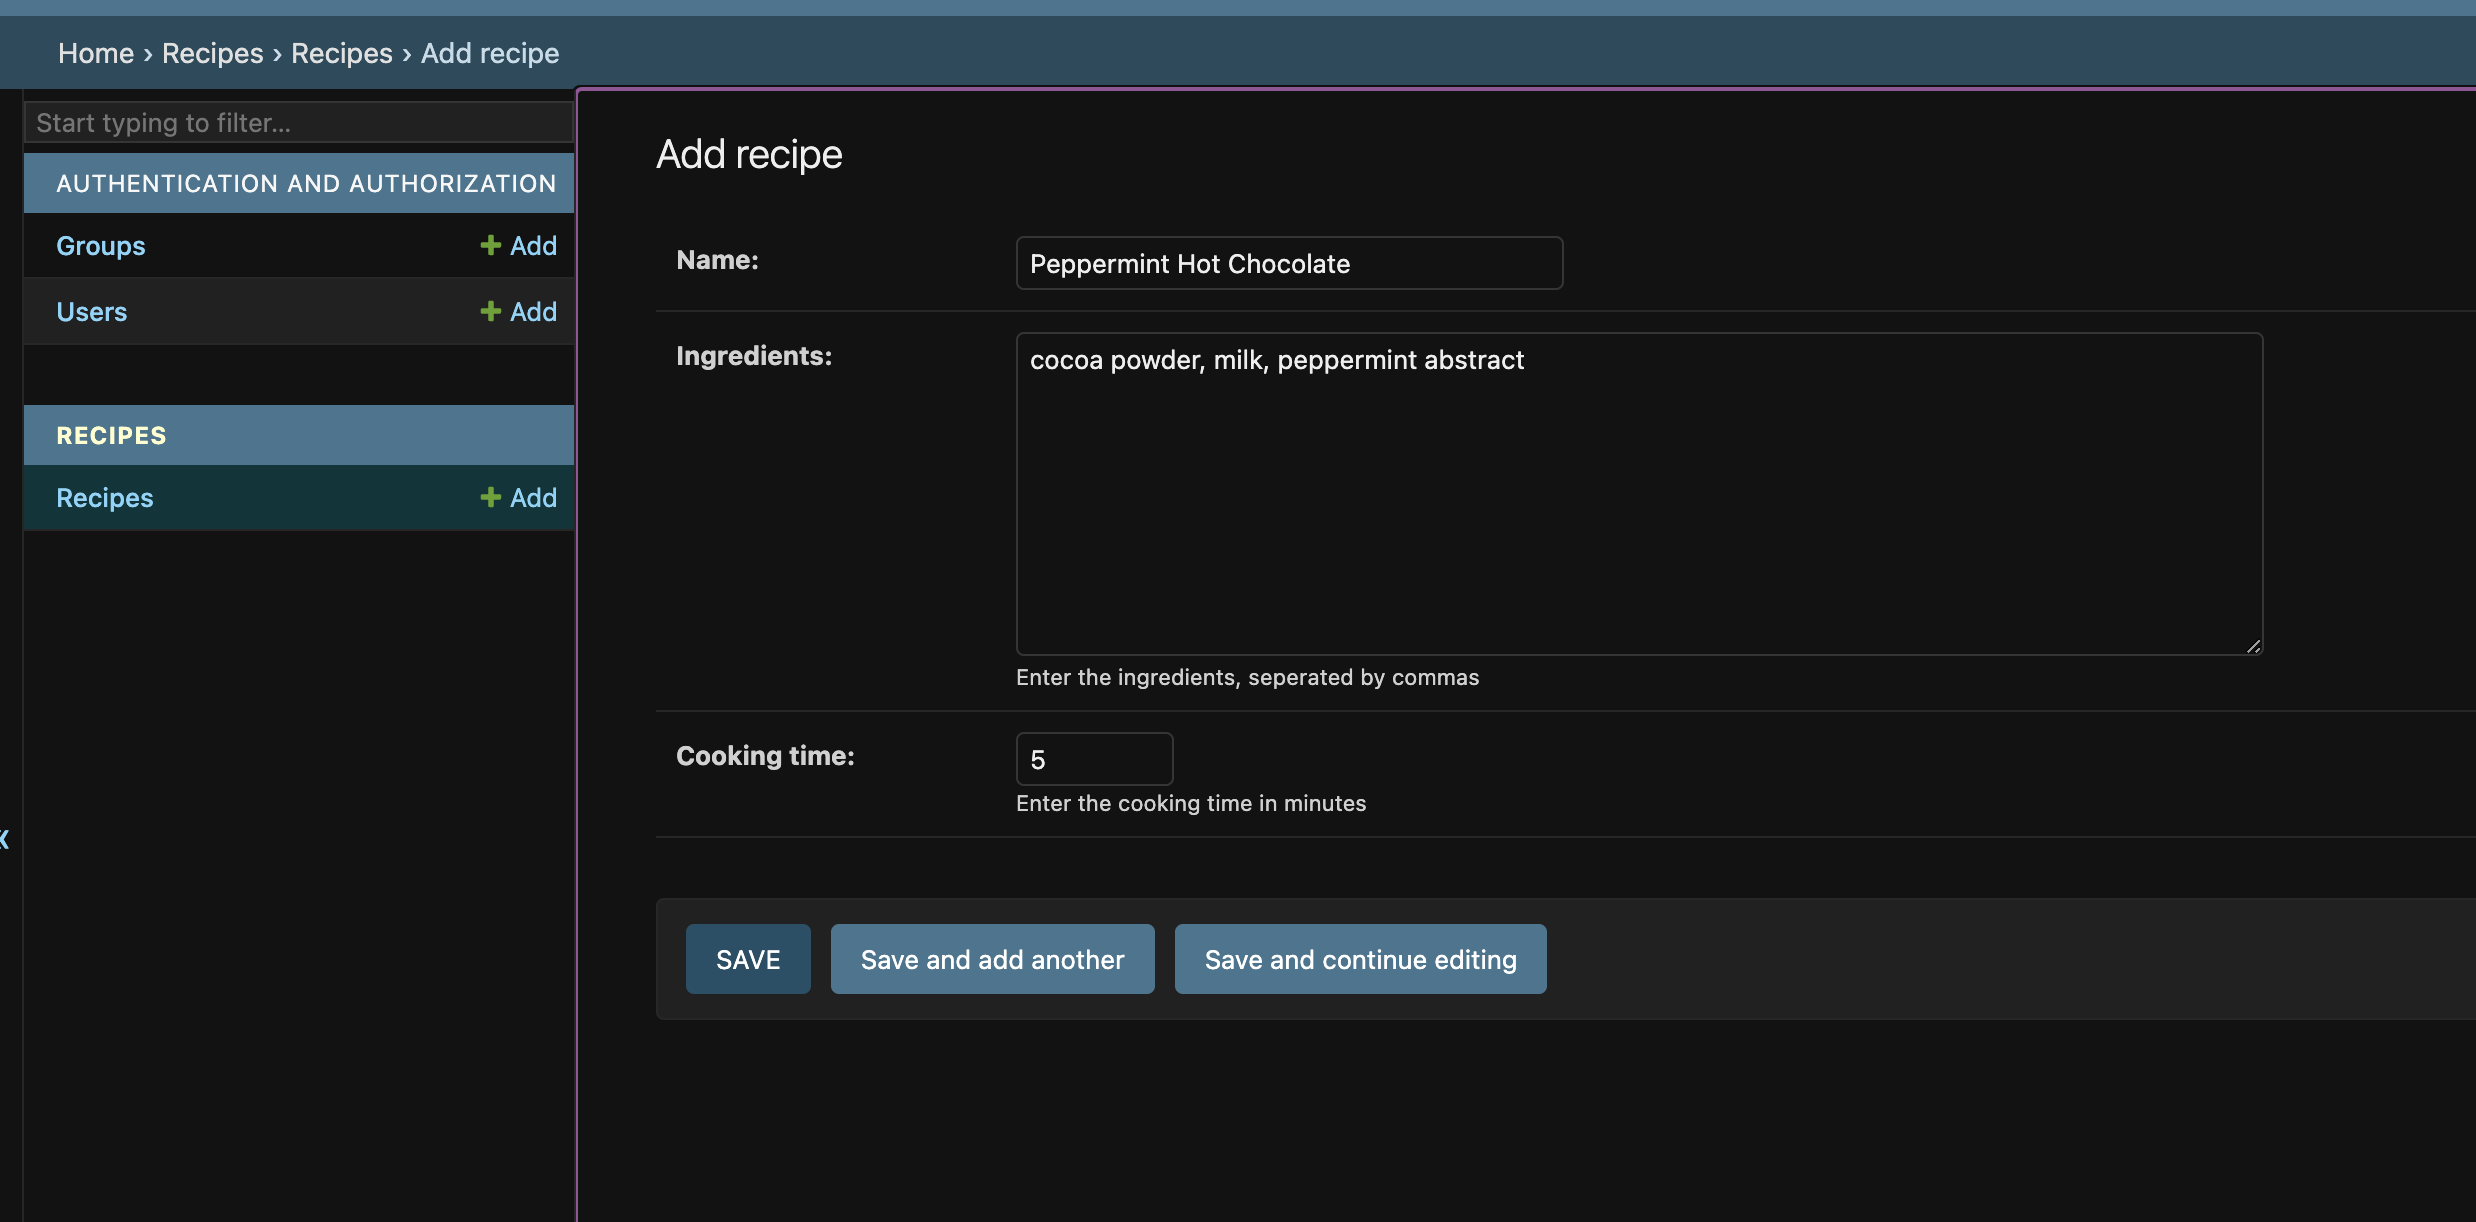 Home › Recipes › Recipes › Add recipe
Start typing to filter...
AUTHENTICATION AND AUTHORIZATION
Groups + Add
Users + Add
RECIPES
Recipes + Add
«
Add recipe
Name: Peppermint Hot Chocolate
Ingredients: cocoa powder, milk, peppermint abstract
Enter the ingredients, seperated by commas
Cooking time: 5
Enter the cooking time in minutes
SAVE Save and add another Save and continue editing